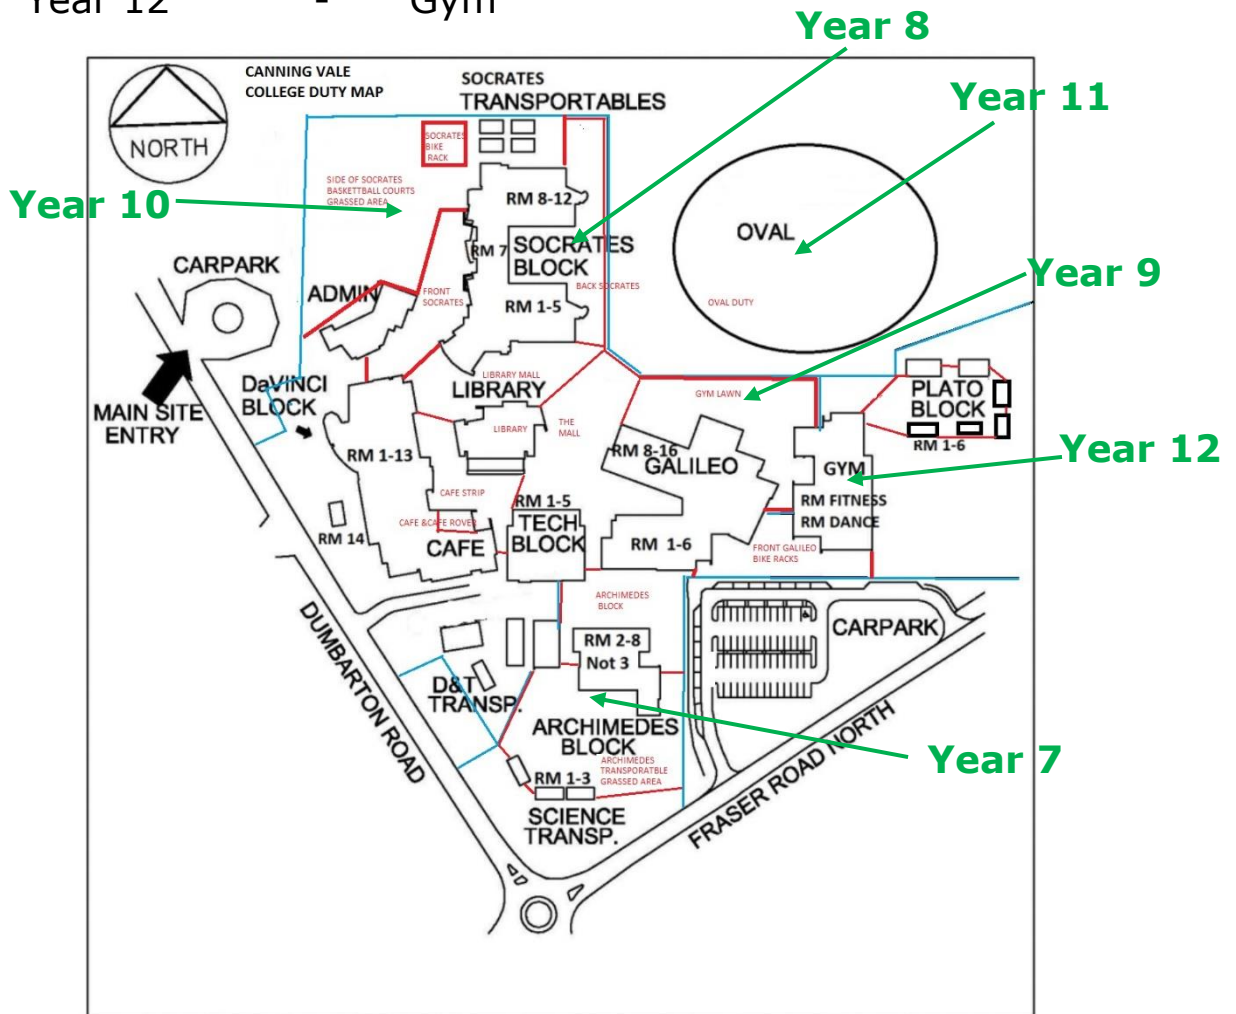 Year 12 - Gym
Year 8
CANNING VALE
COLLEGE DUTY MAP
SOCRATES
TRANSPORTABLES
Year 11
NORTH
SOCRATES
BIKE
RACK
SIDE OF SOCRATES
BASKETTBALL COURTS
GRASSED AREA
RM 8-12
Year 10
OVAL
RM 7
SOCRATES
BLOCK
CARPARK
Year 9
ADMIN
FRONT
SOCRATES
BACK SOCRATES
RM 1-5
OVAL DUTY
DaVINCI
BLOCK
LIBRARY MALL
LIBRARY
GYM LAWN
PLATO
BLOCK
MAIN SITE
ENTRY
LIBRARY
THE
MALL
RM 1-6
RM 1-13
RM 8-16
GALILEO
GYM
Year 12
CAFE STRIP
RM 1-5
RM FITNESS
CAFE &CAFE ROVER
TECH
BLOCK
RM DANCE
RM 14
CAFE
RM 1-6
FRONT GALILEO
BIKE RACKS
ARCHIMEDES
BLOCK
DUMBARTON ROAD
RM 2-8
Not 3
CARPARK
D&T
TRANSP.
ARCHIMEDES
BLOCK
FRASER ROAD NORTH
Year 7
ARCHIMEDES
TRANSPORATBLE
GRASSED AREA
RM 1-3
SCIENCE
TRANSP.